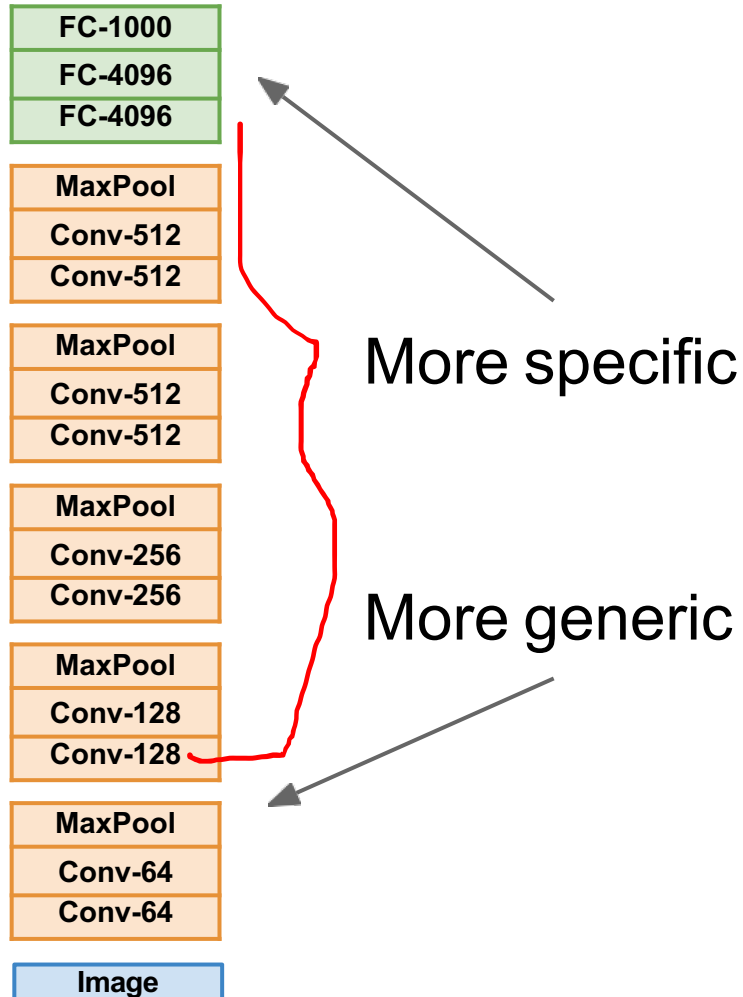 FC-1000
FC-4096
FC-4096
MaxPool
Conv-512
Conv-512
MaxPool
Conv-512
Conv-512
MaxPool
Conv-256
Conv-256
MaxPool
Conv-128
Conv-128
MaxPool
Conv-64
Conv-64
Image
More specific
More generic